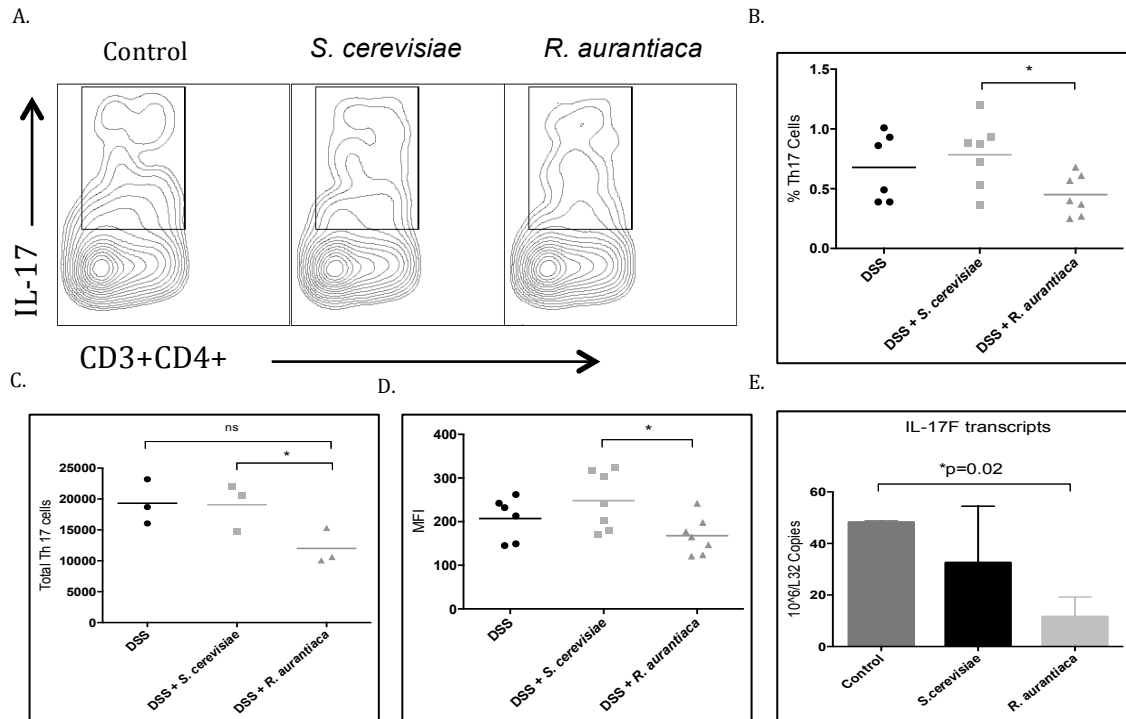 A.
Control
S. cerevisiae
R. aurantiaca
IL-17
CD3+CD4+
B.
*
1.5
1.0
0.5
0.0
% Th17 Cells
DSS
DSS + S. cerevisiae
DSS + R. aurantiaca
C.
ns
*
25000
20000
15000
10000
5000
0
Total Th 17 cells
DSS
DSS + S. cerevisiae
DSS + R. aurantiaca
D.
*
400
300
200
100
0
MFI
DSS
DSS + S. cerevisiae
DSS + R. aurantiaca
E.
IL-17F transcripts
*p=0.02
60
40
20
0
10^6/L32 Copies
Control
S.cerevisiae
R. aurantiaca